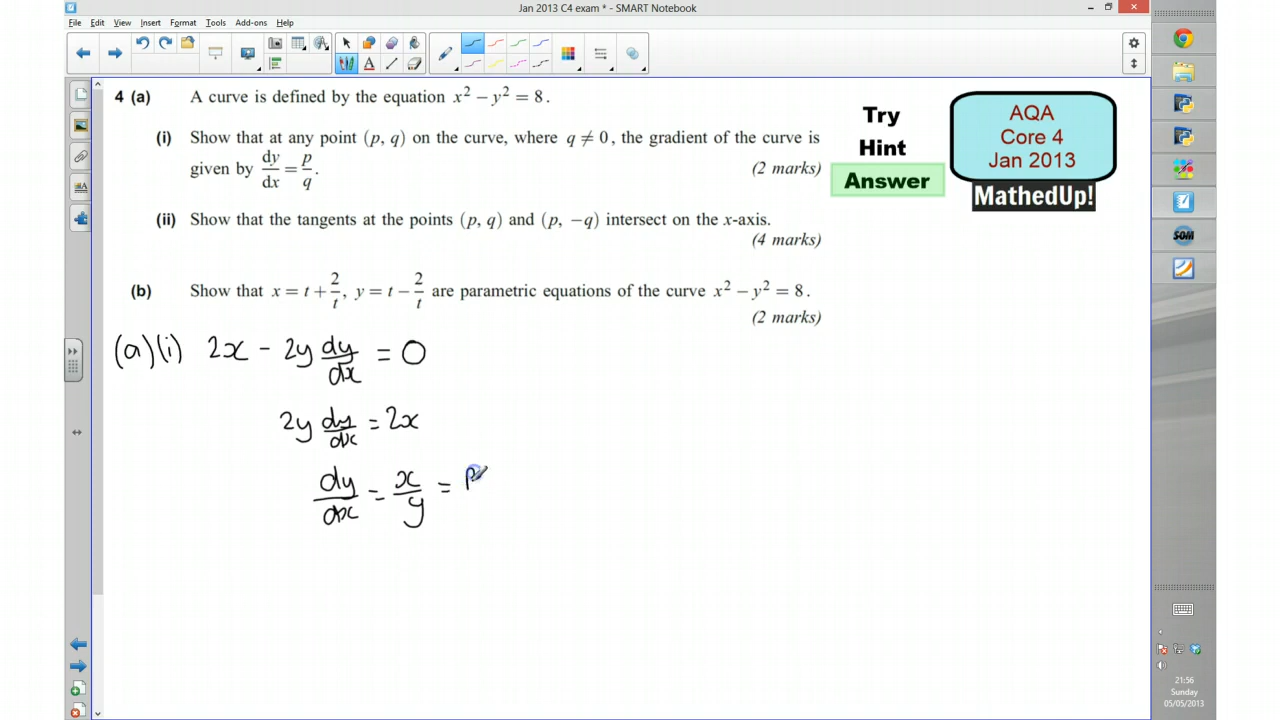 Jan 2013 C4 exam * - SMART Notebook
File Edit View Insert Format Tools Add-ons Help
4 (a) A curve is defined by the equation x² − y² = 8.
(i) Show that at any point (p, q) on the curve, where q ≠ 0, the gradient of the curve is
given by dy/dx = p/q.
(2 marks)
(ii) Show that the tangents at the points (p, q) and (p, −q) intersect on the x-axis.
(4 marks)
(b) Show that x = t + 2/t, y = t − 2/t are parametric equations of the curve x² − y² = 8.
(2 marks)
Try
Hint
Answer
AQA
Core 4
Jan 2013
MathedUp!
(a)(i) 2x − 2y dy/dx = 0
2y dy/dx = 2x
dy/dx = x/y = p
SOM
21:56
Sunday
05/05/2013